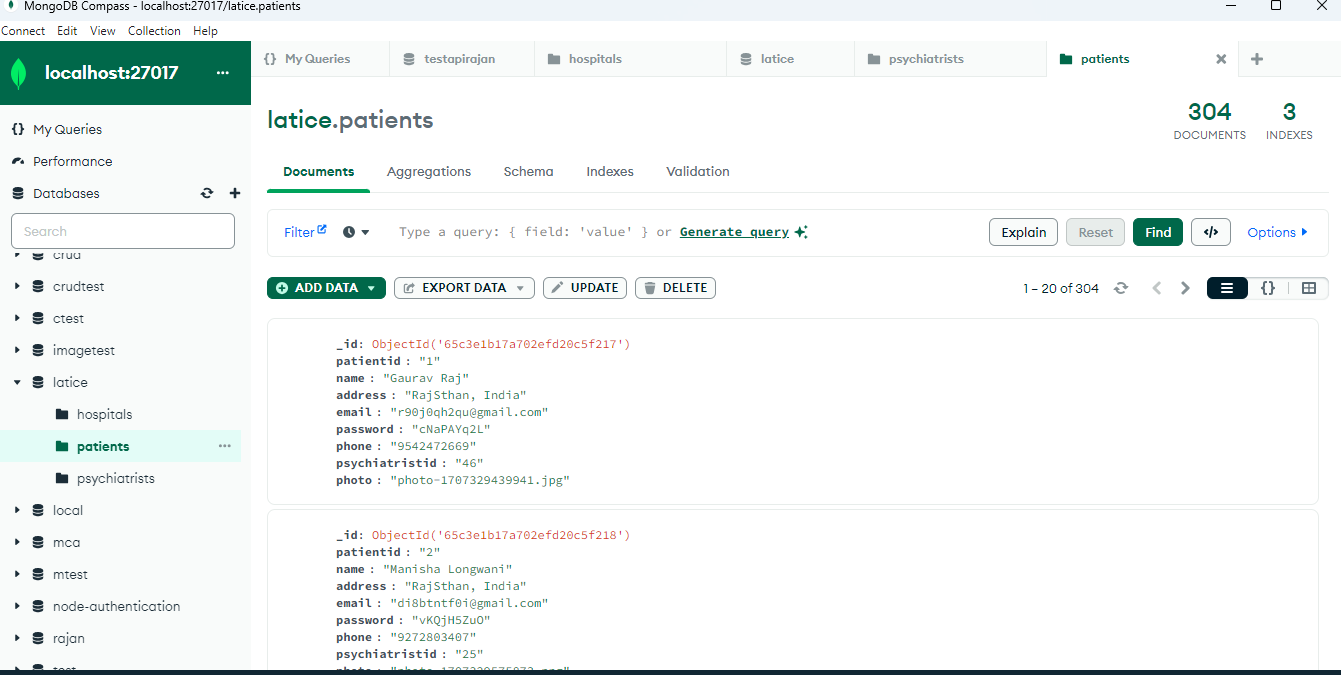 MongoDB Compass - localhost:27017/latice.patients
Connect Edit View Collection Help
localhost:27017 ...
{} My Queries
testapirajan
hospitals
latice
psychiatrists
patients
{} My Queries
Performance
Databases
Search
crud
crudtest
ctest
imagetest
latice
hospitals
patients ...
psychiatrists
local
mca
mtest
node-authentication
rajan
test
latice.patients
304
DOCUMENTS
3
INDEXES
Documents Aggregations Schema Indexes Validation
Filter Type a query: { field: 'value' } or Generate query Explain Reset Find </> Options
ADD DATA EXPORT DATA UPDATE DELETE 1 – 20 of 304 {}
_id: ObjectId('65c3e1b17a702efd20c5f217')
patientid : "1"
name : "Gaurav Raj"
address : "RajSthan, India"
email : "r90j0qh2qu@gmail.com"
password : "cNaPAYq2L"
phone : "9542472669"
psychiatristid : "46"
photo : "photo-1707329439941.jpg"
_id: ObjectId('65c3e1b17a702efd20c5f218')
patientid : "2"
name : "Manisha Longwani"
address : "RajSthan, India"
email : "di8btntf0i@gmail.com"
password : "vKQjH5ZuO"
phone : "9272803407"
psychiatristid : "25"